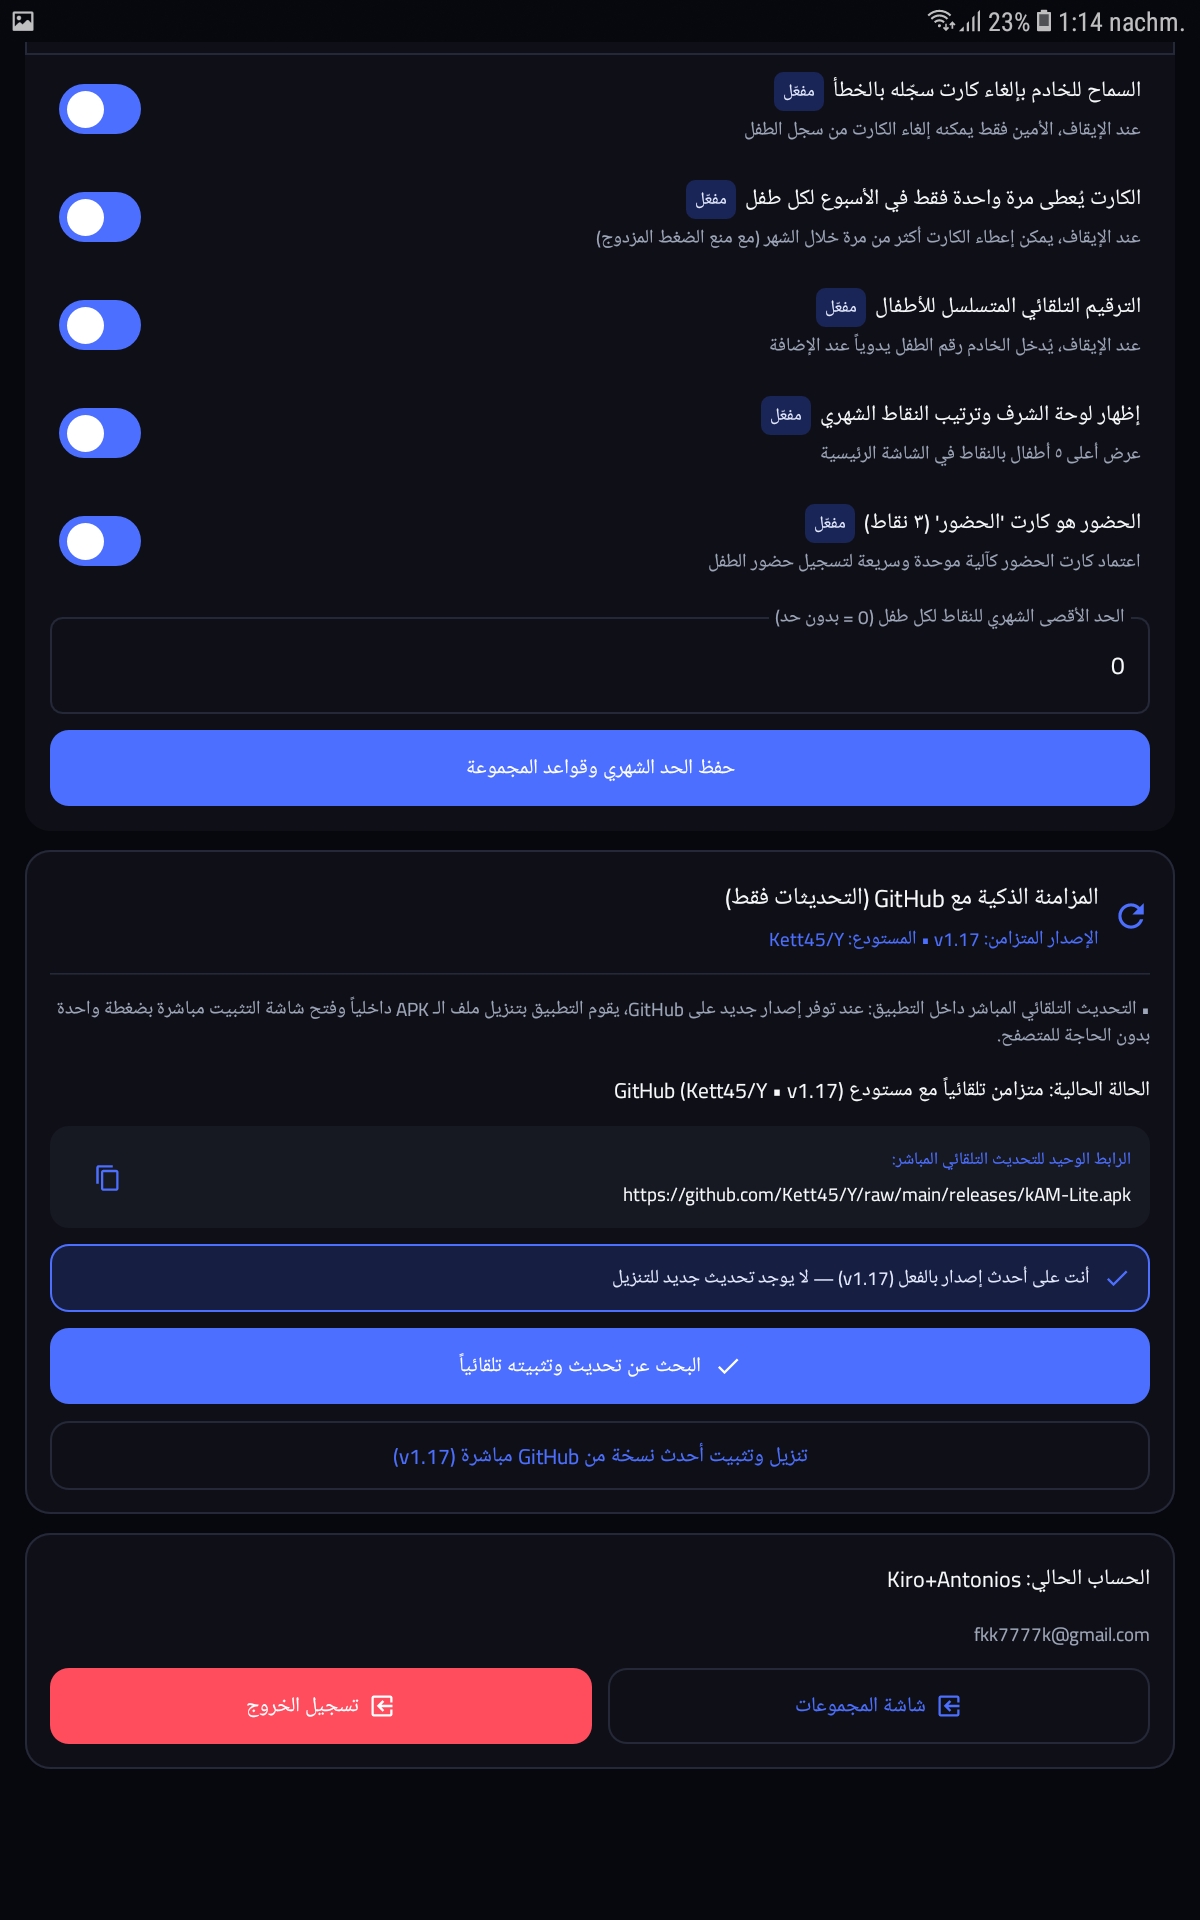 23% 1:14 nachm.
السماح للخادم بإلغاء كارت سجّله بالخطأ مفعّل
عند الإيقاف، الأمين فقط يمكنه إلغاء الكارت من سجل الطفل
الكارت يُعطى مرة واحدة فقط في الأسبوع لكل طفل مفعّل
عند الإيقاف، يمكن إعطاء الكارت أكثر من مرة خلال الشهر (مع منع الضغط المزدوج)
الترقيم التلقائي المتسلسل للأطفال مفعّل
عند الإيقاف، يُدخل الخادم رقم الطفل يدوياً عند الإضافة
إظهار لوحة الشرف وترتيب النقاط الشهري مفعّل
عرض أعلى ٥ أطفال بالنقاط في الشاشة الرئيسية
الحضور هو كارت 'الحضور' (٣ نقاط) مفعّل
اعتماد كارت الحضور كآلية موحدة وسريعة لتسجيل حضور الطفل
الحد الأقصى الشهري للنقاط لكل طفل (0 = بدون حد)
0
حفظ الحد الشهري وقواعد المجموعة
المزامنة الذكية مع GitHub (التحديثات فقط)
الإصدار المتزامن: v1.17 • المستودع: Kett45/Y
• التحديث التلقائي المباشر داخل التطبيق: عند توفر إصدار جديد على GitHub، يقوم التطبيق بتنزيل ملف الـ APK داخلياً وفتح شاشة التثبيت مباشرة بضغطة واحدة
بدون الحاجة للمتصفح.
الحالة الحالية: متزامن تلقائياً مع مستودع GitHub (Kett45/Y • v1.17)
الرابط الوحيد للتحديث التلقائي المباشر:
https://github.com/Kett45/Y/raw/main/releases/kAM-Lite.apk
أنت على أحدث إصدار بالفعل (v1.17) — لا يوجد تحديث جديد للتنزيل
البحث عن تحديث وتثبيته تلقائياً
تنزيل وتثبيت أحدث نسخة من GitHub مباشرة (v1.17)
الحساب الحالي: Kiro+Antonios
fkk7777k@gmail.com
شاشة المجموعات
تسجيل الخروج